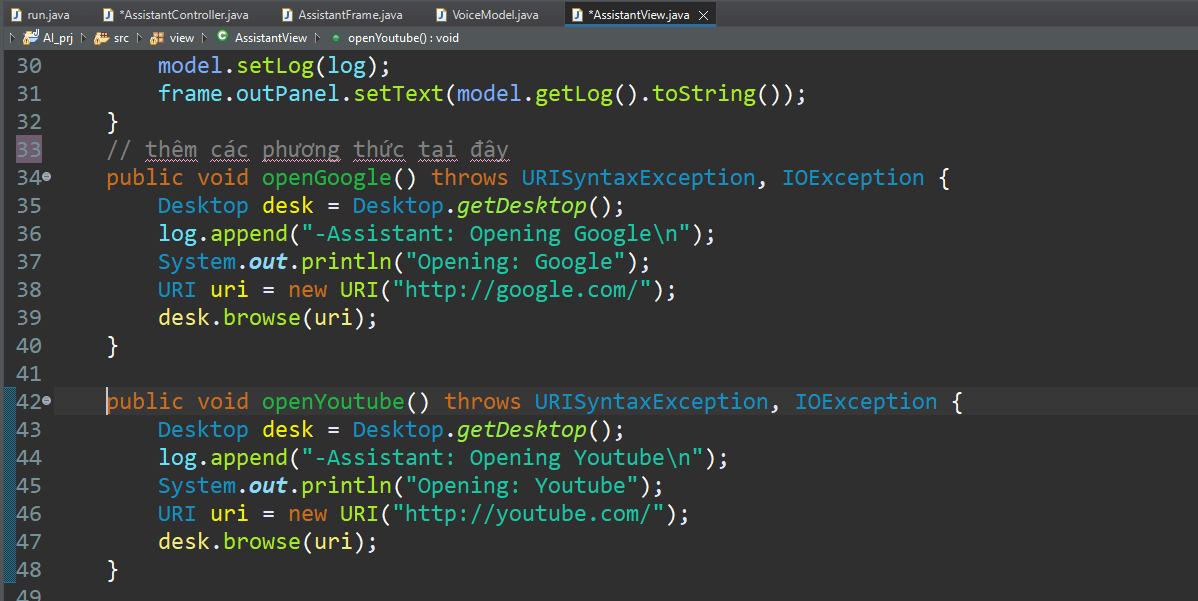 run.java *AssistantController.java AssistantFrame.java VoiceModel.java *AssistantView.java
AI_prj src view AssistantView openYoutube() : void
30 model.setLog(log);
31 frame.outPanel.setText(model.getLog().toString());
32 }
33 // thêm các phương thức tại đây
34 public void openGoogle() throws URISyntaxException, IOException {
35 Desktop desk = Desktop.getDesktop();
36 log.append("-Assistant: Opening Google\n");
37 System.out.println("Opening: Google");
38 URI uri = new URI("http://google.com/");
39 desk.browse(uri);
40 }
41
42 public void openYoutube() throws URISyntaxException, IOException {
43 Desktop desk = Desktop.getDesktop();
44 log.append("-Assistant: Opening Youtube\n");
45 System.out.println("Opening: Youtube");
46 URI uri = new URI("http://youtube.com/");
47 desk.browse(uri);
48 }
49